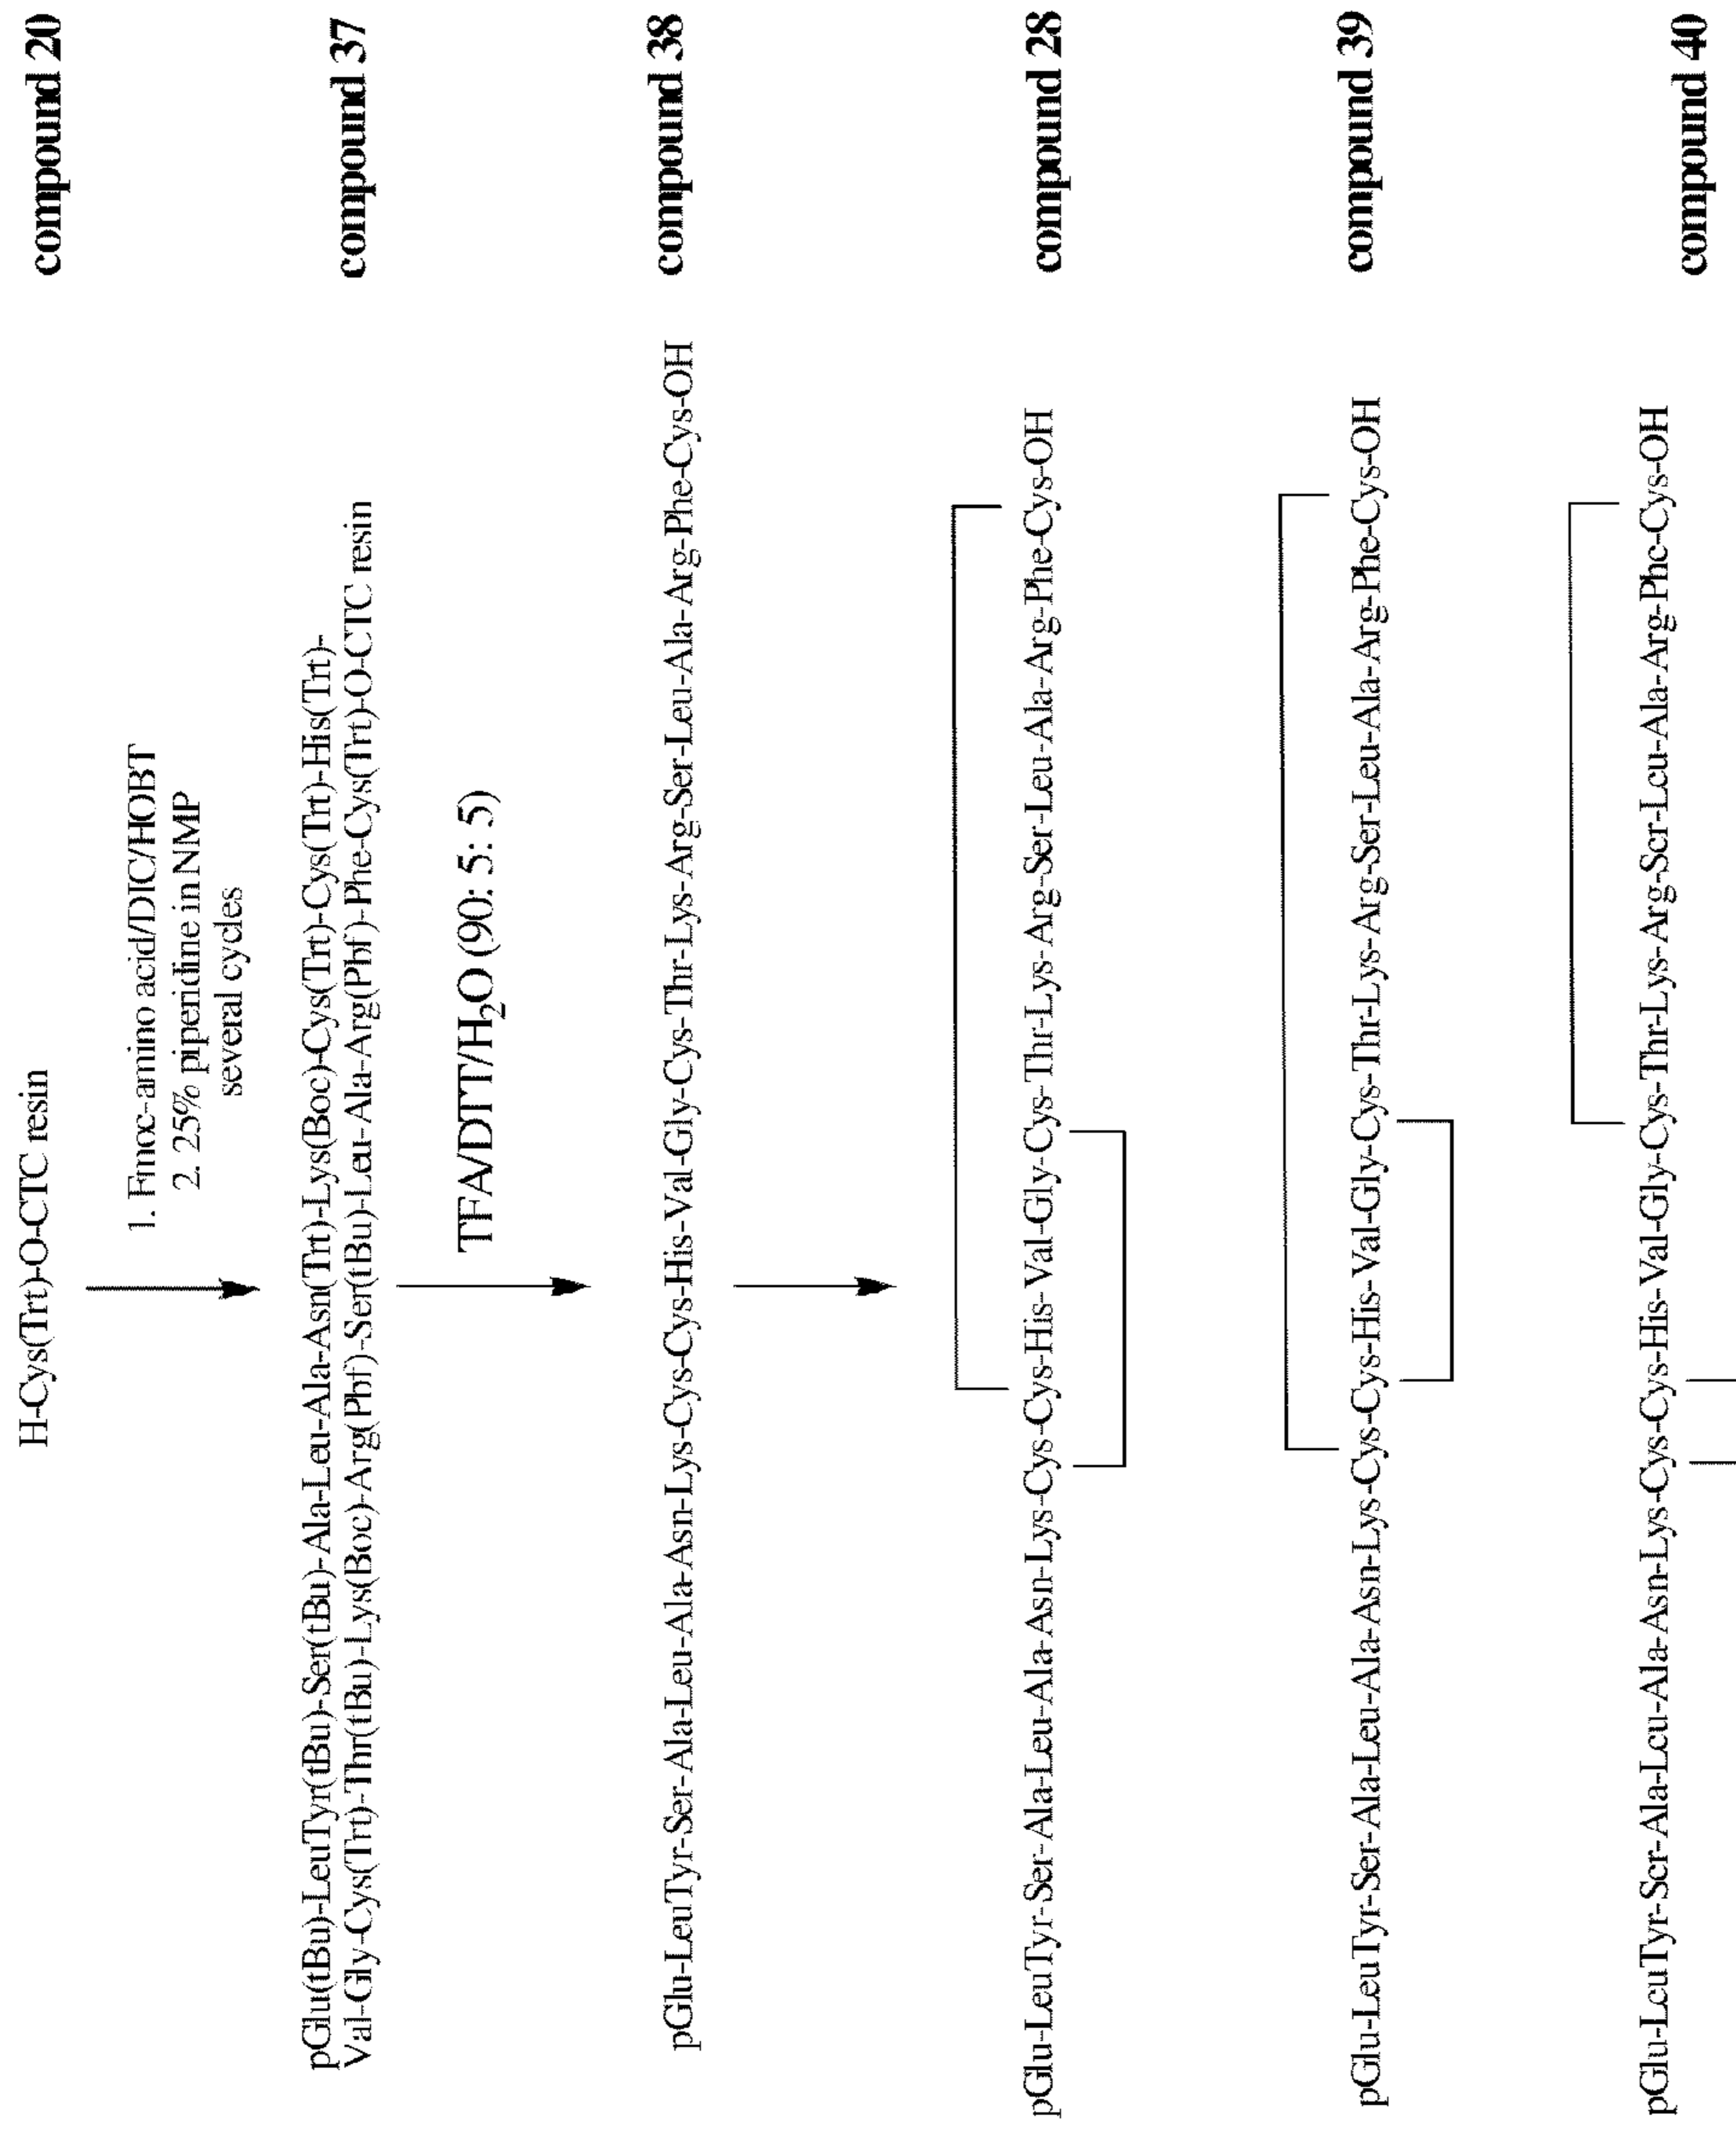 H-Cys(Trt)-O-CTC resin
compound 20
1. Fmoc-amino acid/DIC/HOBT
2. 25% piperidine in NMP
several cycles
pGlu(tBu)-LeuTyr(tBu)-Ser(tBu)-Ala-Leu-Ala-Asn(Trt)-Lys(Boc)-Cys(Trt)-Cys(Trt)-His(Trt)-
Val-Gly-Cys(Trt)-Thr(tBu)-Lys(Boc)-Arg(Pbf)-Ser(tBu)-Leu-Ala-Arg(Pbf)-Phe-Cys(Trt)-O-CTC resin
compound 37
TFA/DTT/H₂O (90: 5: 5)
pGlu-LeuTyr-Ser-Ala-Leu-Ala-Asn-Lys-Cys-Cys-His-Val-Gly-Cys-Thr-Lys-Arg-Ser-Leu-Ala-Arg-Phe-Cys-OH
compound 38
pGlu-LeuTyr-Ser-Ala-Leu-Ala-Asn-Lys-Cys-Cys-His-Val-Gly-Cys-Thr-Lys-Arg-Ser-Leu-Ala-Arg-Phe-Cys-OH
compound 28
pGlu-LeuTyr-Ser-Ala-Leu-Ala-Asn-Lys-Cys-Cys-His-Val-Gly-Cys-Thr-Lys-Arg-Ser-Leu-Ala-Arg-Phe-Cys-OH
compound 39
pGlu-LeuTyr-Ser-Ala-Leu-Ala-Asn-Lys-Cys-Cys-His-Val-Gly-Cys-Thr-Lys-Arg-Ser-Leu-Ala-Arg-Phe-Cys-OH
compound 40